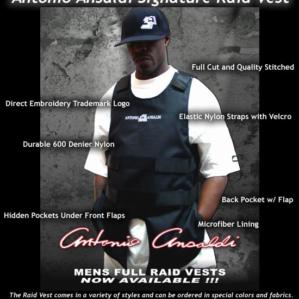 Antonio Ansaldi Signature Raid Vest
Full Cut and Quality Stitched
Direct Embroidery Trademark Logo
Elastic Nylon Straps with Velcro
ANTONIO ANSALDI
Durable 600 Denier Nylon
Back Pocket w/ Flap
Hidden Pockets Under Front Flaps
Microfiber Lining
Antonio Ansaldi
MENS FULL RAID VESTS
NOW AVAILABLE !!!
The Raid Vest comes in a variety of styles and can be ordered in special colors and fabrics.